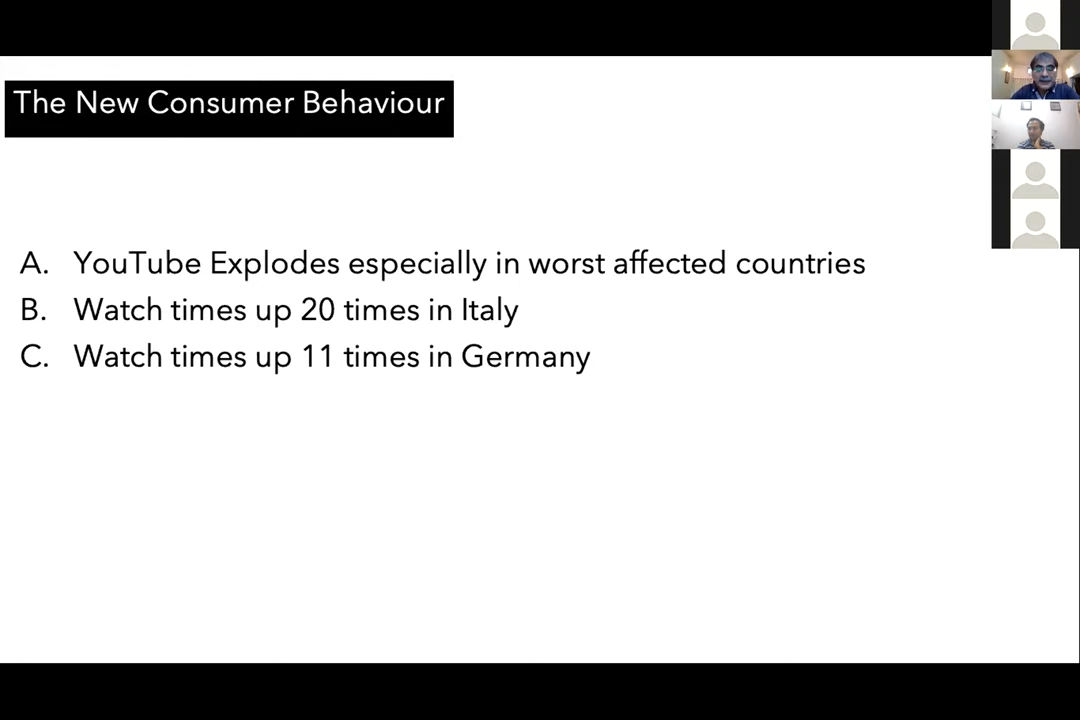 The New Consumer Behaviour
A. YouTube Explodes especially in worst affected countries
B. Watch times up 20 times in Italy
C. Watch times up 11 times in Germany